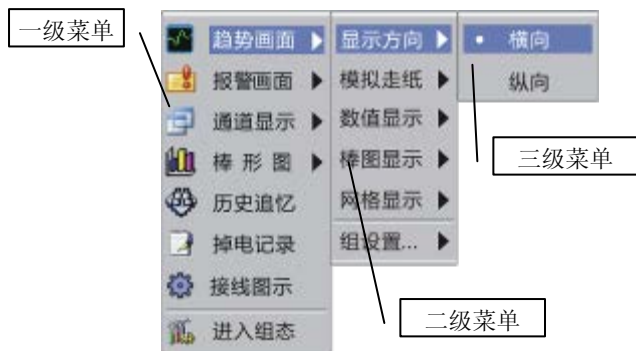 一级菜单
趋势画面
报警画面
通道显示
棒 形 图
历史追忆
掉电记录
接线图示
进入组态
显示方向
模拟走纸
数值显示
棒图显示
网格显示
组设置...
横向
纵向
三级菜单
二级菜单